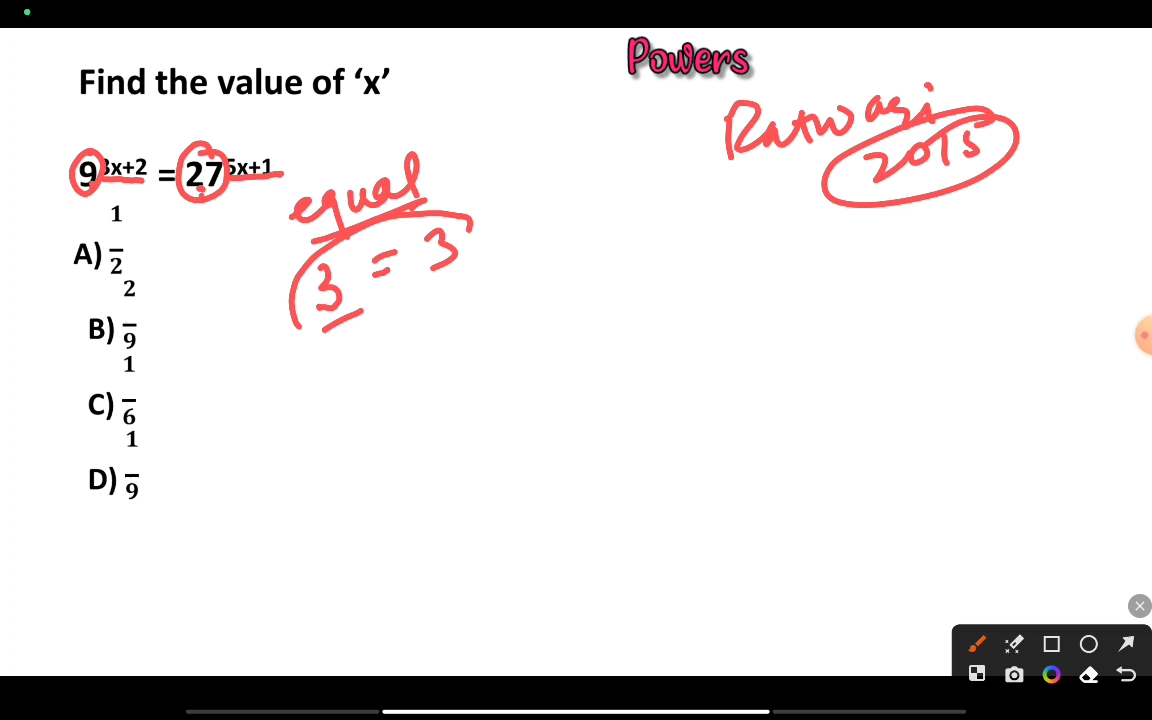 Powers
Find the value of ‘x’
Ratwasi
2015
9^{3x+2} = 27^{5x+1}
equal
3 = 3
A) 1/2
B) 2/9
C) 1/6
D) 1/9